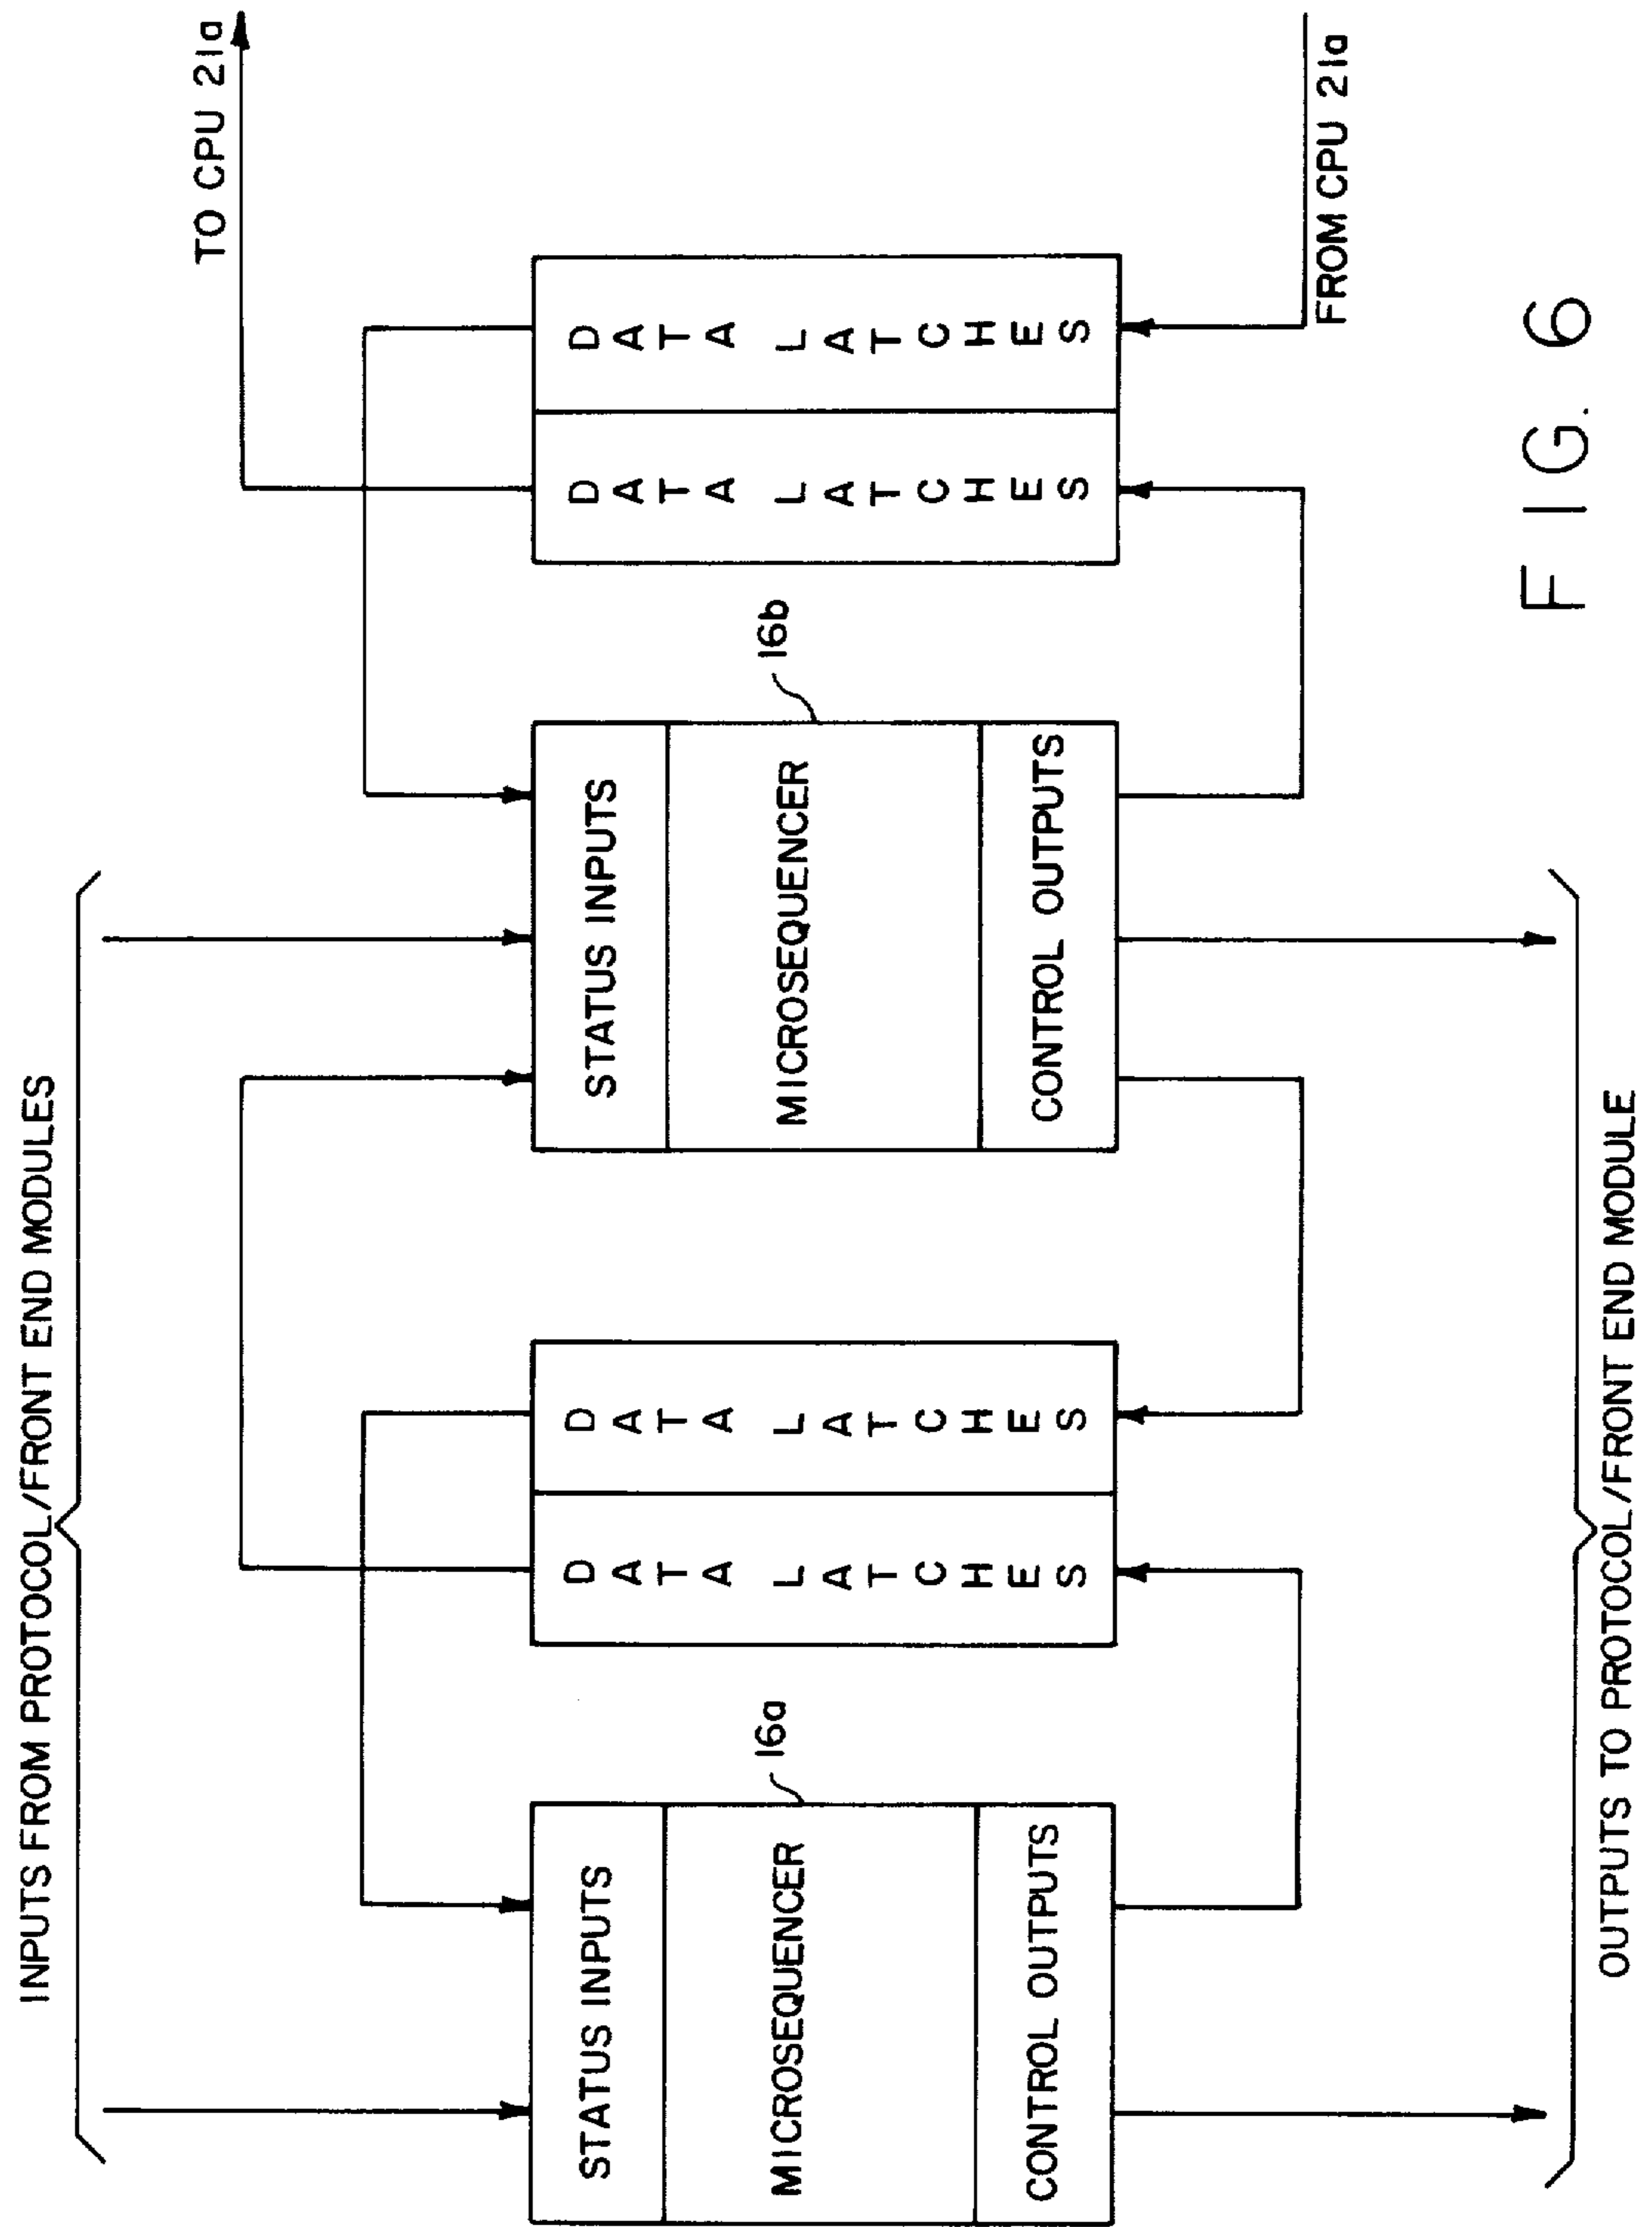 INPUTS FROM PROTOCOL/FRONT END MODULES
TO CPU 21a
STATUS INPUTS
MICROSEQUENCER
CONTROL OUTPUTS
16a
DATA LATCHES
DATA LATCHES
STATUS INPUTS
MICROSEQUENCER
CONTROL OUTPUTS
16b
DATA LATCHES
DATA LATCHES
FROM CPU 21a
OUTPUTS TO PROTOCOL/FRONT END MODULE
FIG. 6